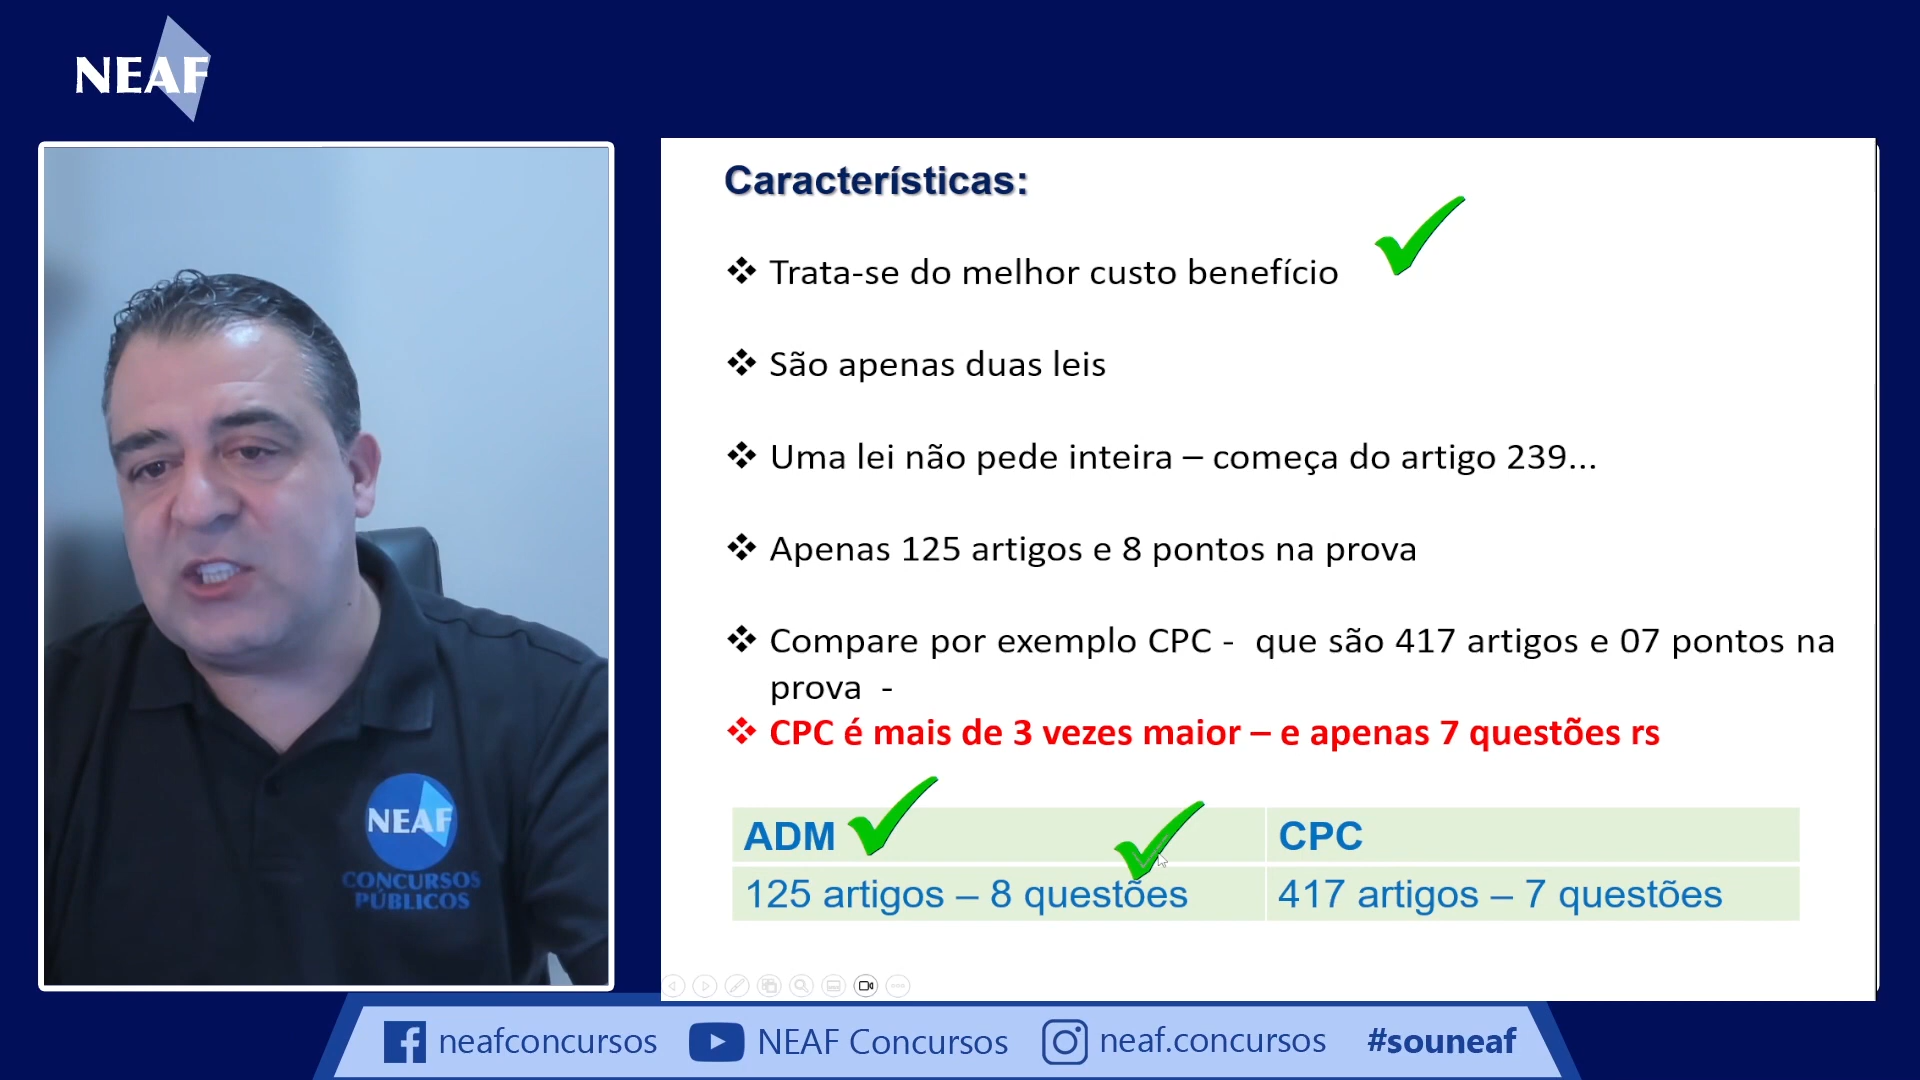 NEAF
Características:
Trata-se do melhor custo benefício
São apenas duas leis
Uma lei não pede inteira – começa do artigo 239...
Apenas 125 artigos e 8 pontos na prova
Compare por exemplo CPC - que são 417 artigos e 07 pontos na
prova -
CPC é mais de 3 vezes maior – e apenas 7 questões rs
ADM
CPC
125 artigos – 8 questões
417 artigos – 7 questões
NEAF
CONCURSOS
PÚBLICOS
neafconcursos
NEAF Concursos
neaf.concursos
#souneaf